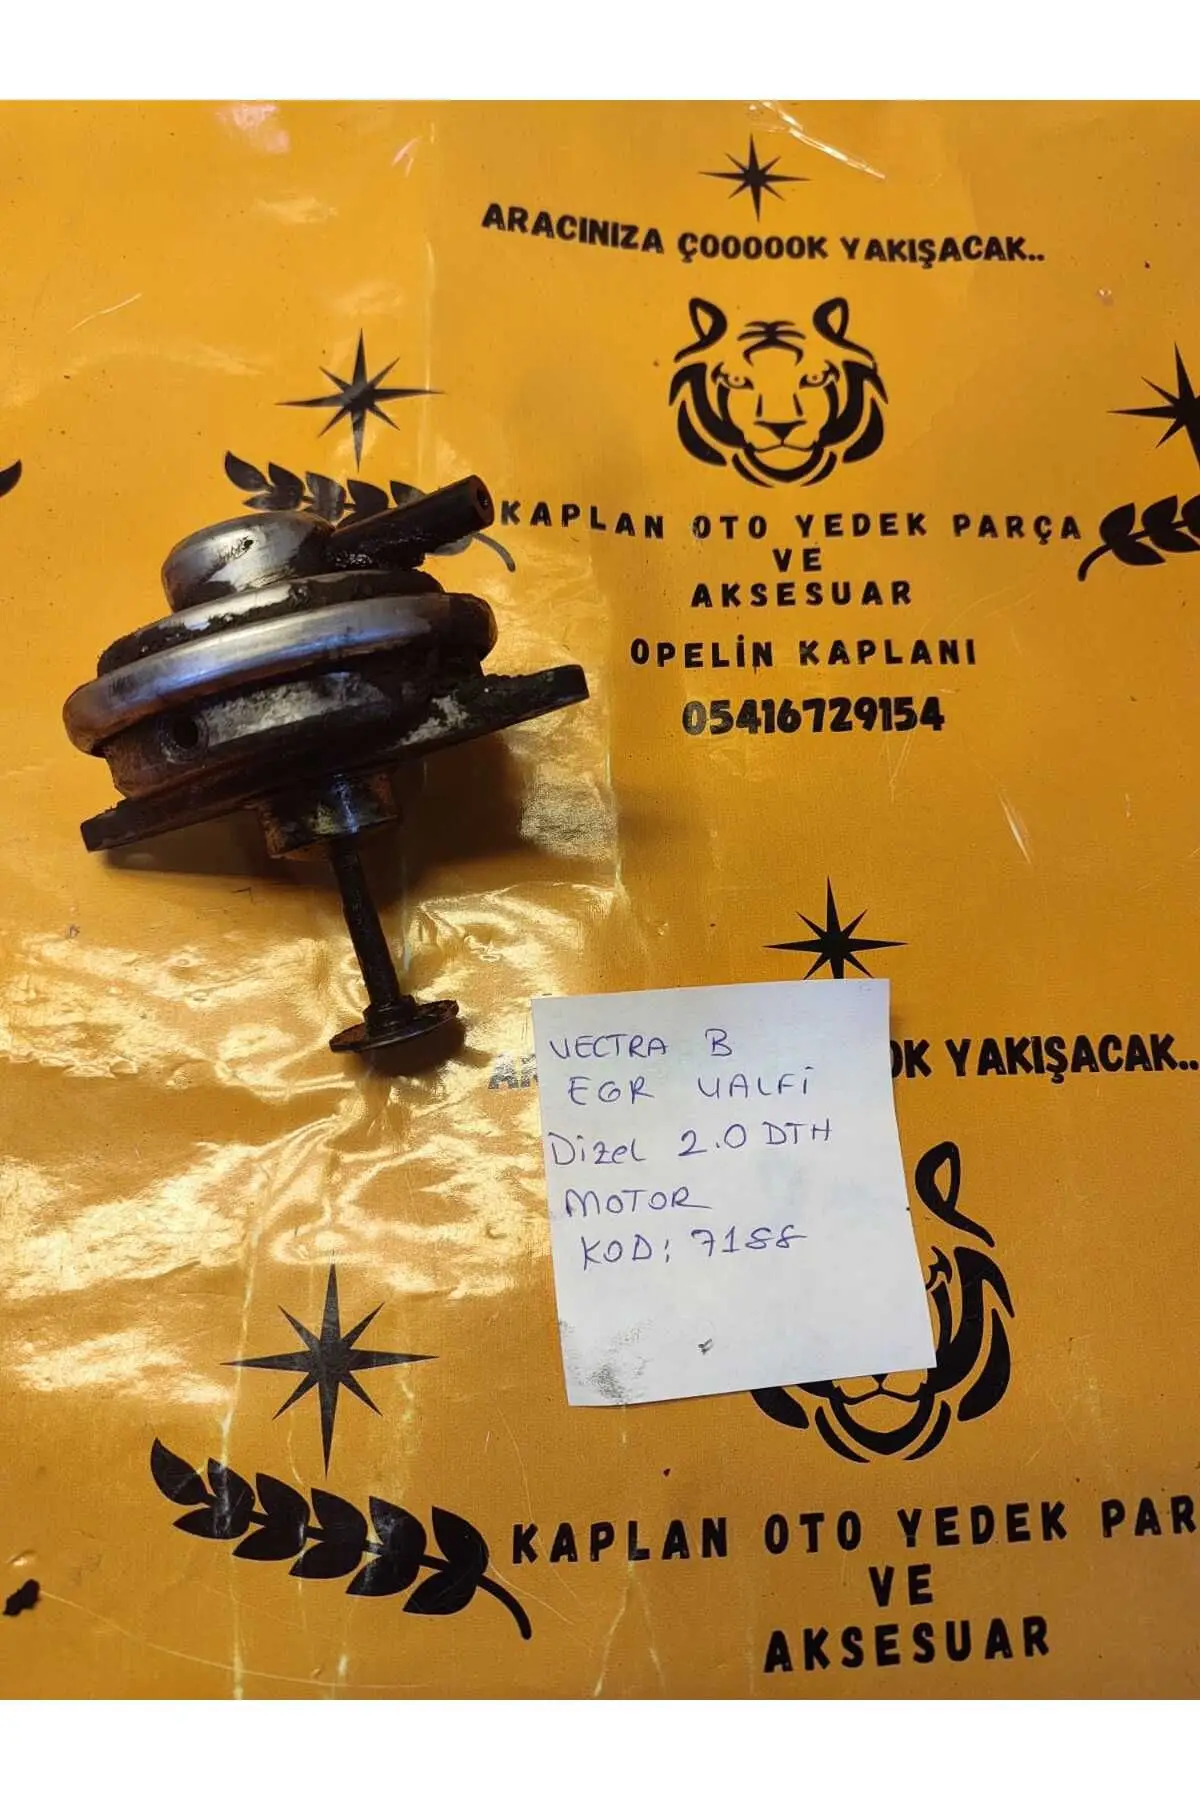 ARACINIZA ÇOOOOOK YAKIŞACAK..
KAPLAN OTO YEDEK PARÇA
VE
AKSESUAR
OPELİN KAPLANI
05416729154
VECTRA B
EGR VALFİ
Dizel 2.0 DTH
MOTOR
KOD: 7188
OK YAKIŞACAK..
KAPLAN OTO YEDEK PAR
VE
AKSESUAR